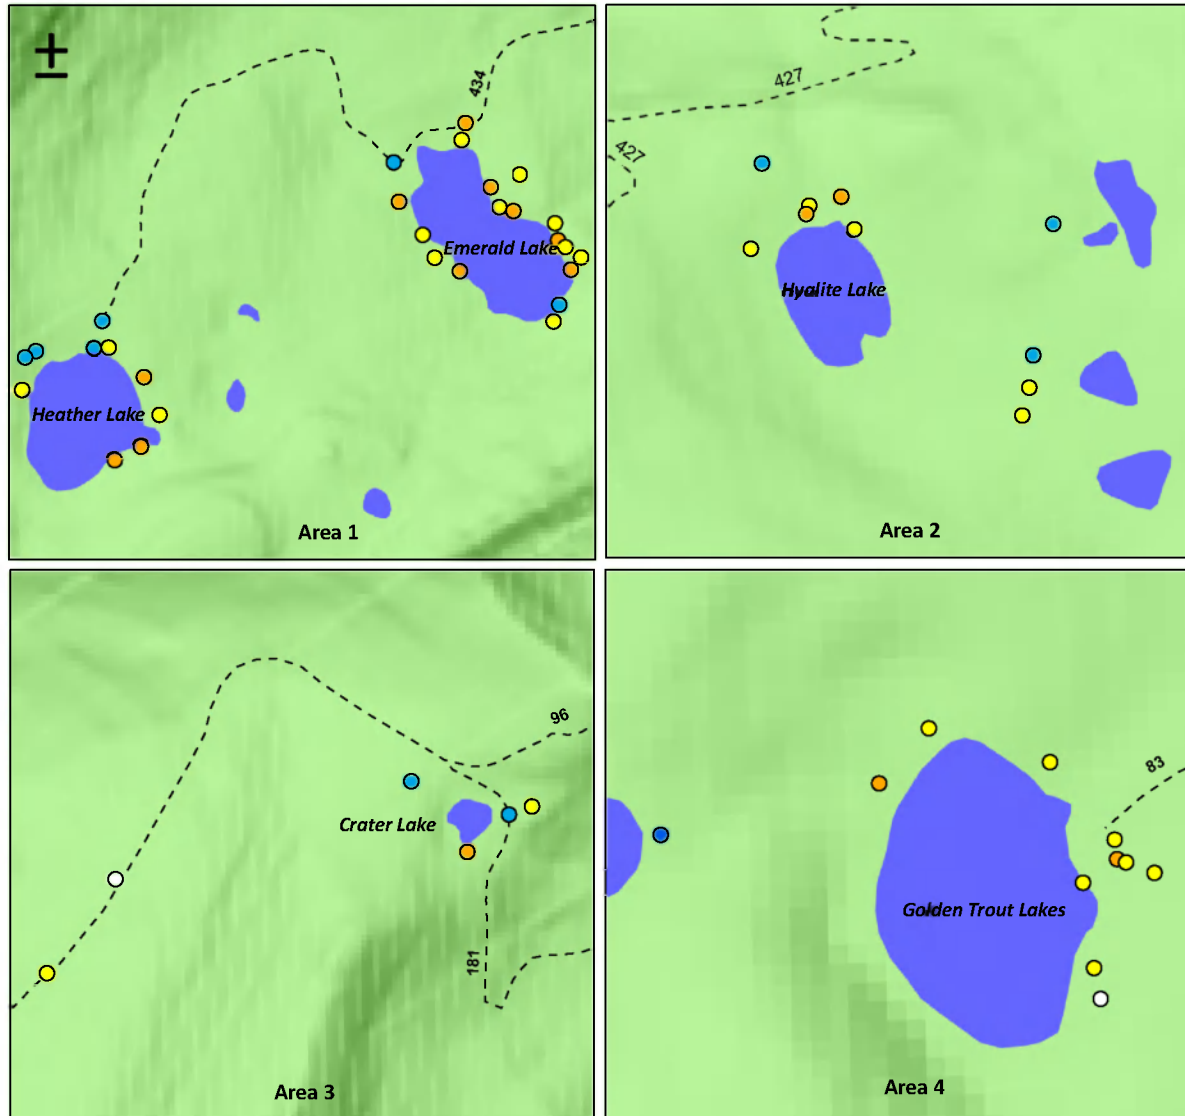 434
Emerald Lake
Heather Lake
Area 1
427
427
Hyalite Lake
Area 2
96
Crater Lake
181
Area 3
83
Golden Trout Lakes
Area 4